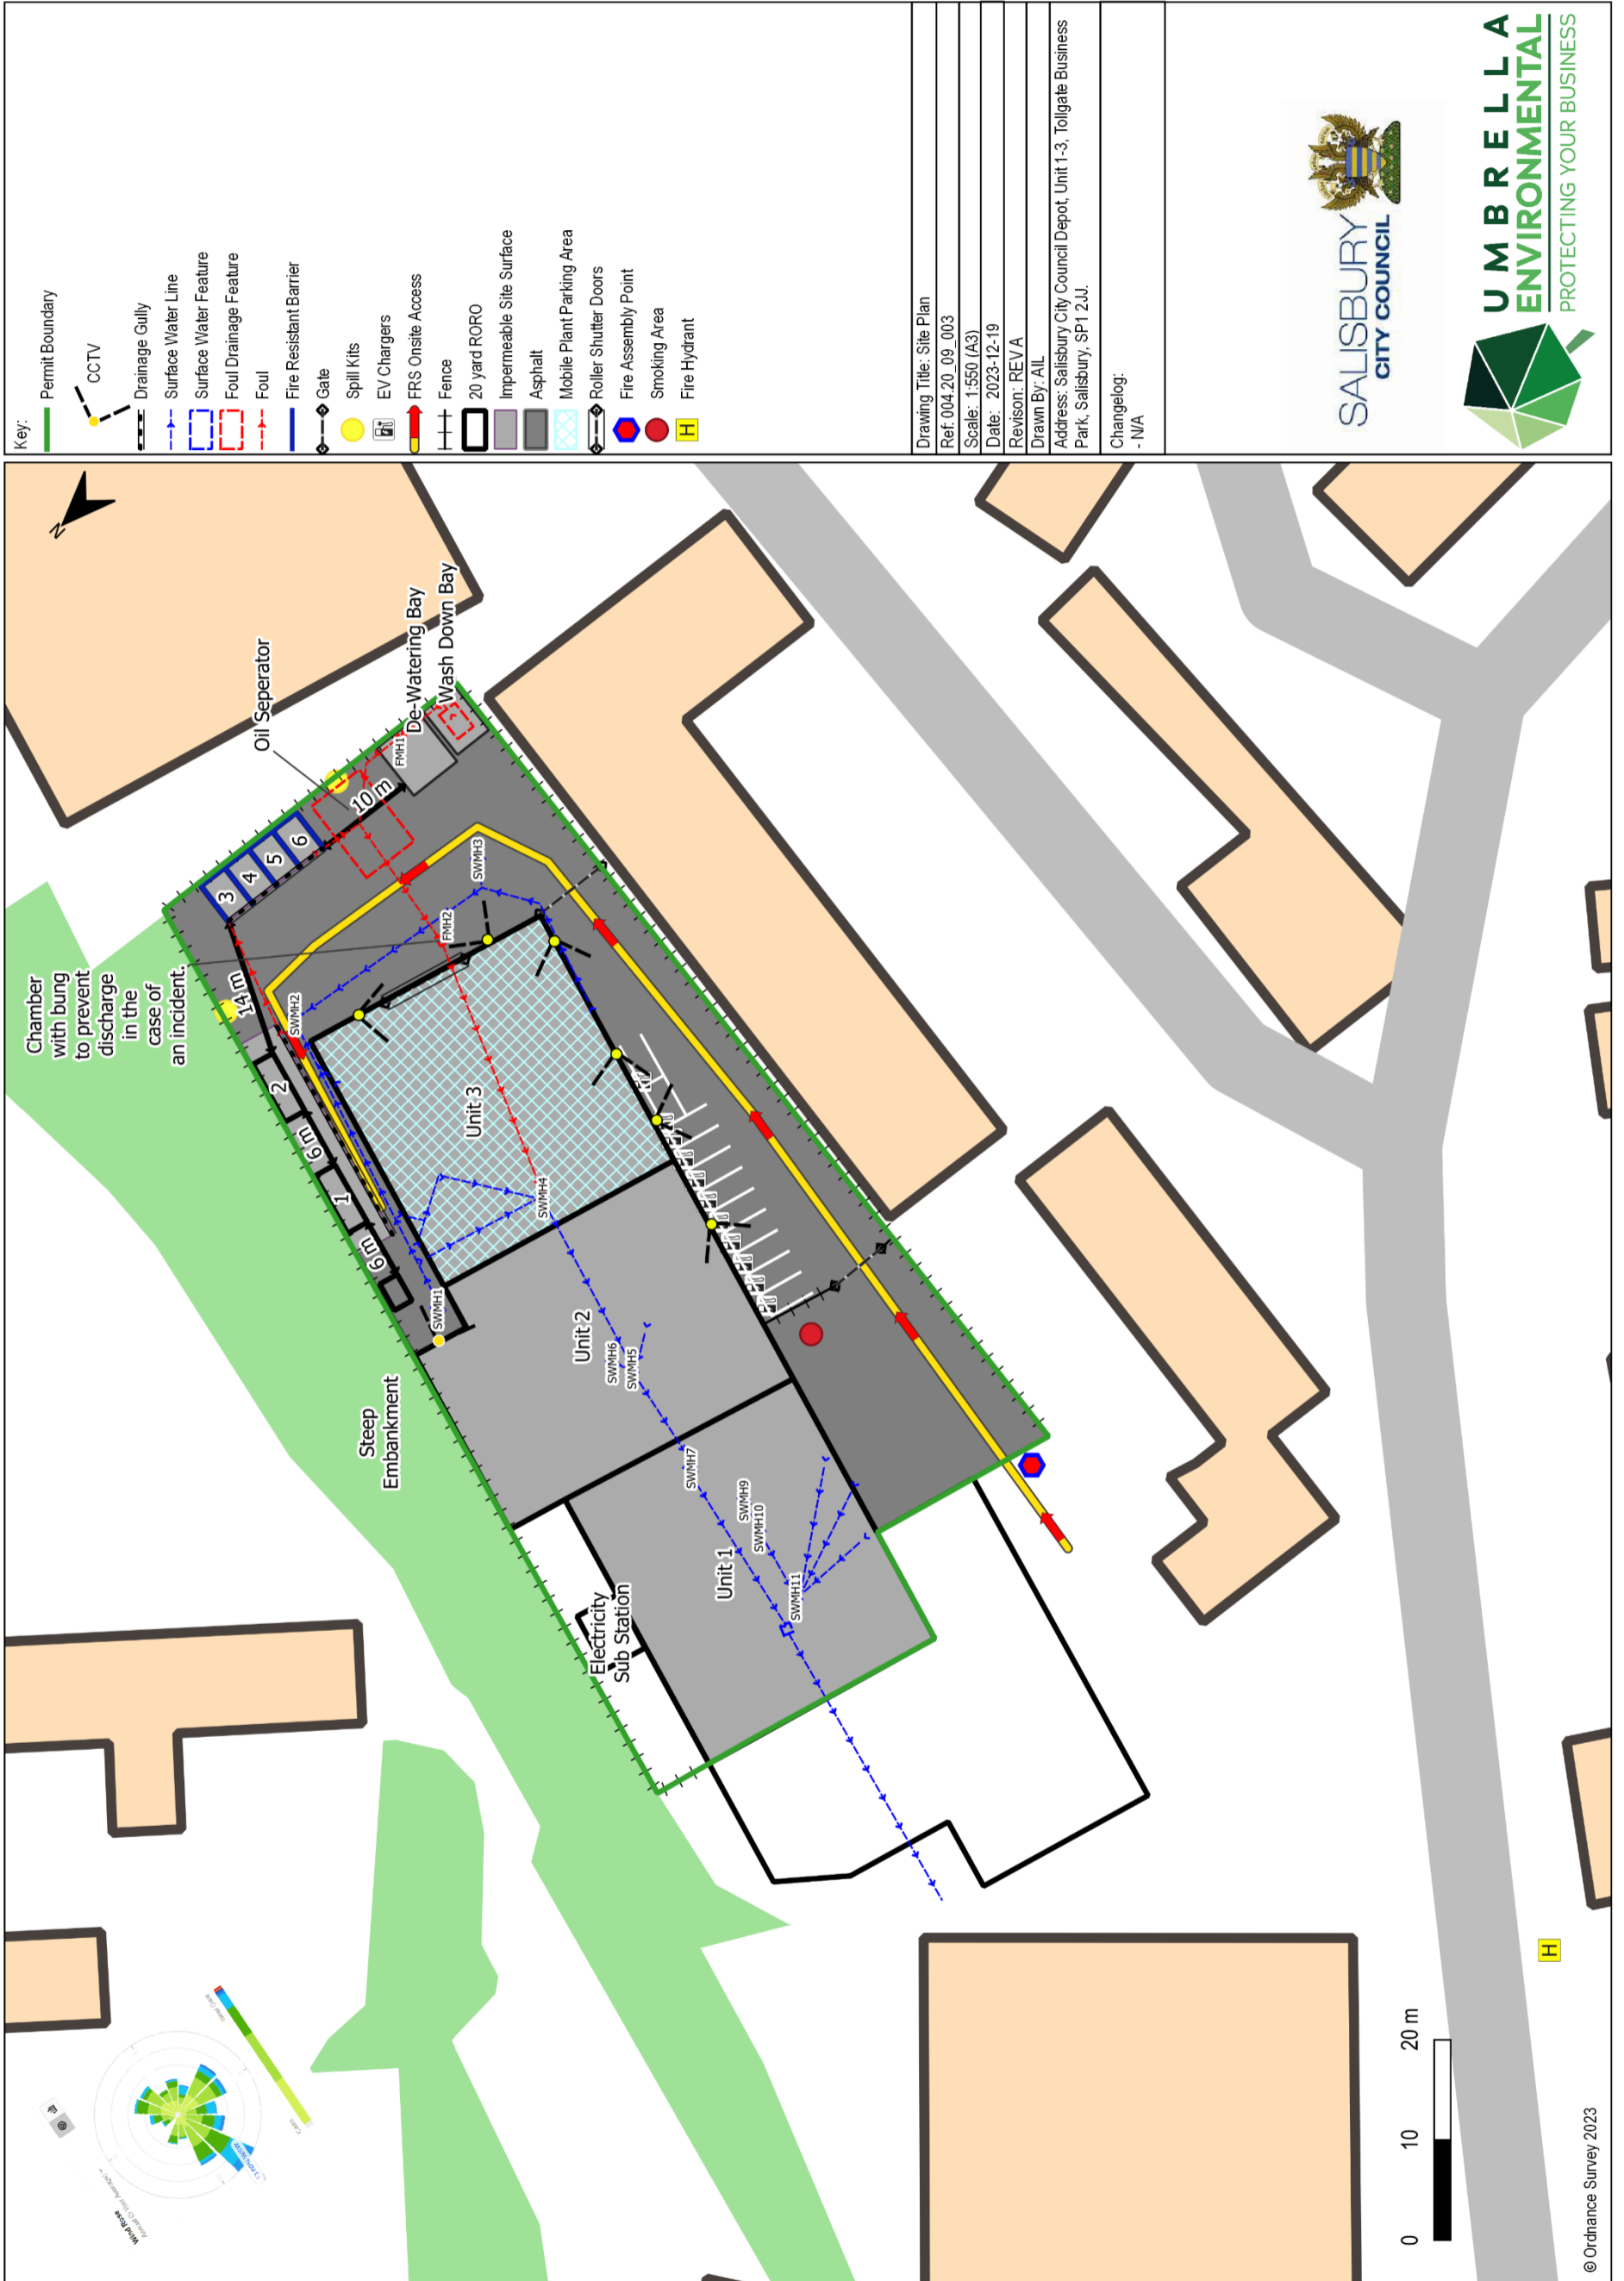 Key:
Permit Boundary
CCTV
Drainage Gully
Surface Water Line
Surface Water Feature
Foul Drainage Feature
Foul
Fire Resistant Barrier
Gate
Spill Kits
EV Chargers
FRS Onsite Access
Fence
20 yard RORO
Impermeable Site Surface
Asphalt
Mobile Plant Parking Area
Roller Shutter Doors
Fire Assembly Point
Smoking Area
H
Fire Hydrant
Drawing Title: Site Plan
Ref: 004.20_09_003
Scale: 1:550 (A3)
Date: 2023-12-19
Revison: REV A
Drawn By: AIL
Address: Salisbury City Council Depot, Unit 1-3, Tollgate Business
Park, Salisbury, SP1 2JJ.
Changelog:
- N/A
SALISBURY
CITY COUNCIL
UMBRELLA
ENVIRONMENTAL
PROTECTING YOUR BUSINESS
N
Chamber
with bung
to prevent
discharge
in the
case of
an incident.
Oil Seperator
De-Watering Bay
Wash Down Bay
FMH1
10 m
3
4
5
6
14 m
SWMH2
SWMH3
FMH2
2
6 m
1
6 m
Unit 3
SWMH4
SWMH1
Steep
Embankment
Unit 2
SWMH6
SWMH5
SWMH7
SWMH9
SWMH10
Unit 1
SWMH11
Electricity
Sub Station
Wind Rose
Calm
H
0
10
20 m
© Ordnance Survey 2023